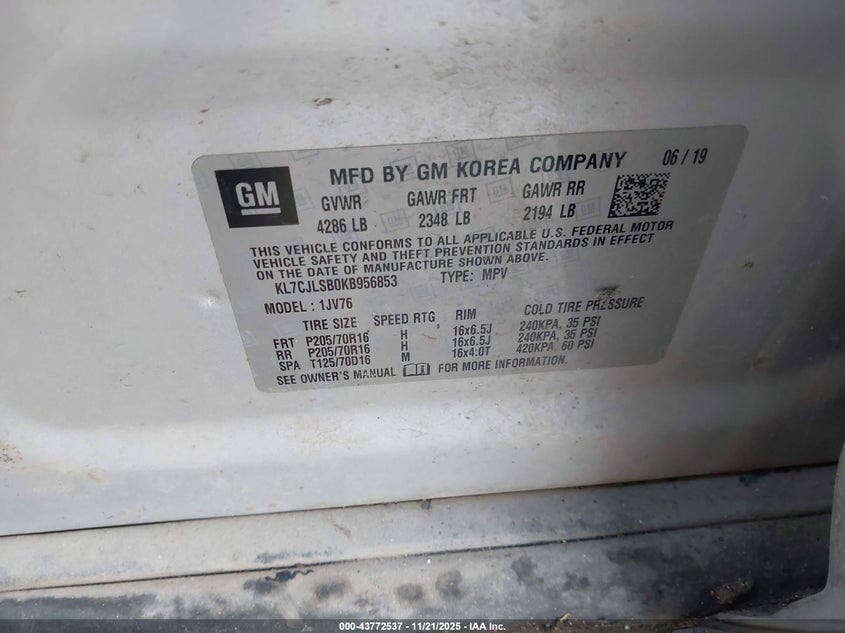 GM
MFD BY GM KOREA COMPANY 06 / 19
GVWR GAWR FRT GAWR RR
4286 LB 2348 LB 2194 LB
THIS VEHICLE CONFORMS TO ALL APPLICABLE U.S. FEDERAL MOTOR
VEHICLE SAFETY AND THEFT PREVENTION STANDARDS IN EFFECT
ON THE DATE OF MANUFACTURE SHOWN ABOVE.
KL7CJLSB0KB956853 TYPE: MPV
MODEL : 1JV76
TIRE SIZE SPEED RTG RIM COLD TIRE PRESSURE
FRT P205/70R16 H 16x6.5J 240KPA, 35 PSI
RR P205/70R16 H 16x6.5J 240KPA, 35 PSI
SPA T125/70D16 M 16x4.0T 420KPA, 60 PSI
SEE OWNER'S MANUAL FOR MORE INFORMATION.
000-43772537 - 11/21/2025 - IAA Inc.